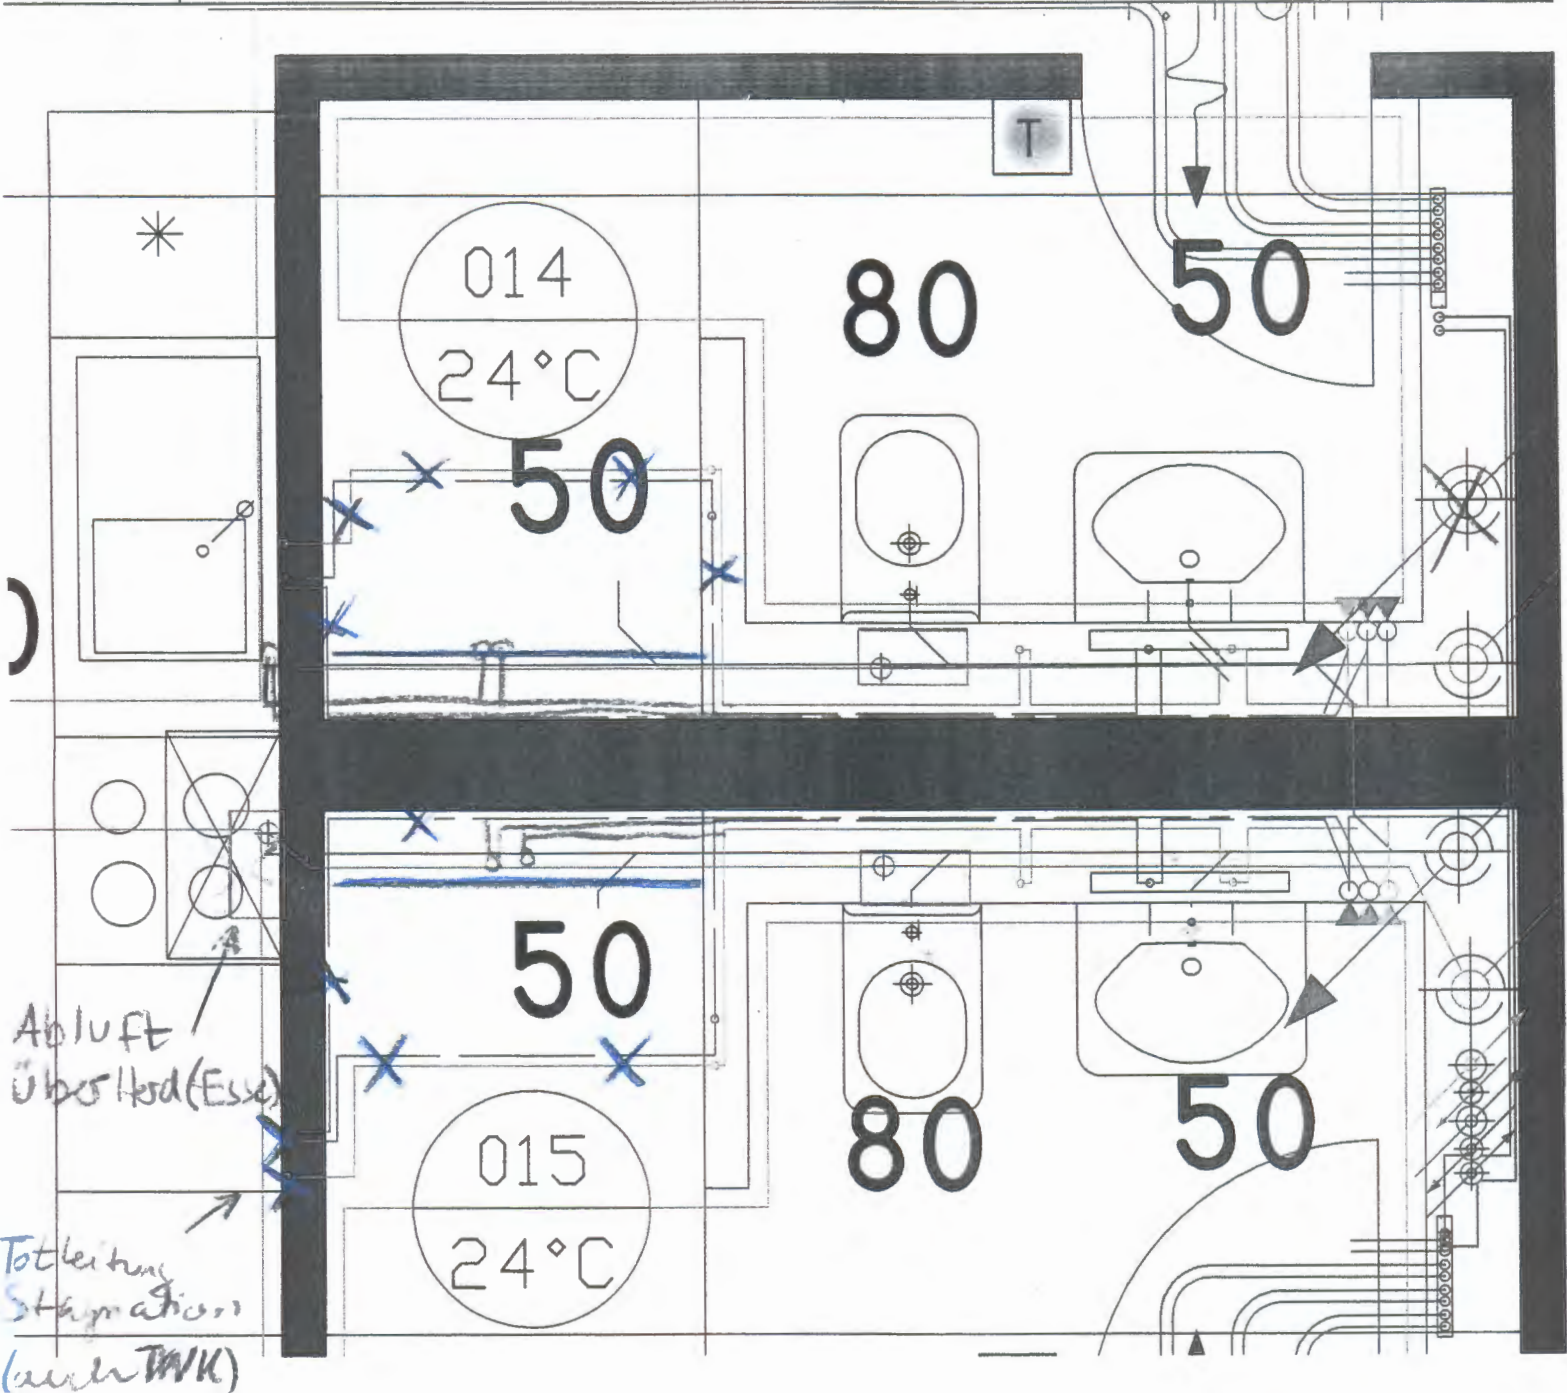 T
014
24°C
80
50
50
50
Abluft
über Herd (Esse)
015
24°C
80
50
Totleitung
Stagnation
(auch TWK)